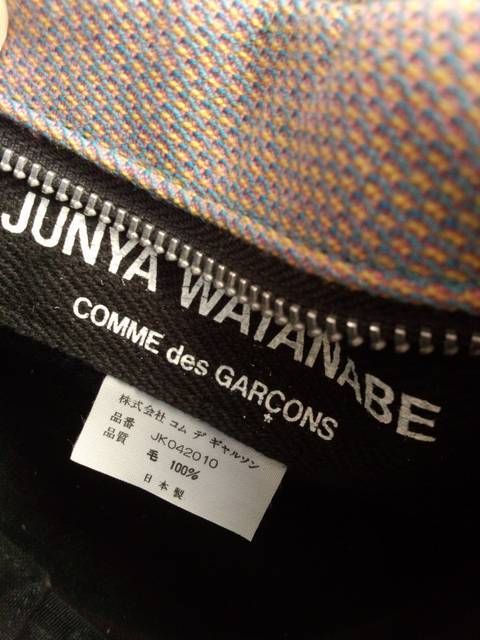 JUNYA WATANABE
COMME des GARÇONS
株式会社 コム デ ギャルソン
品番 JK042010
品質 毛 100%
日本製